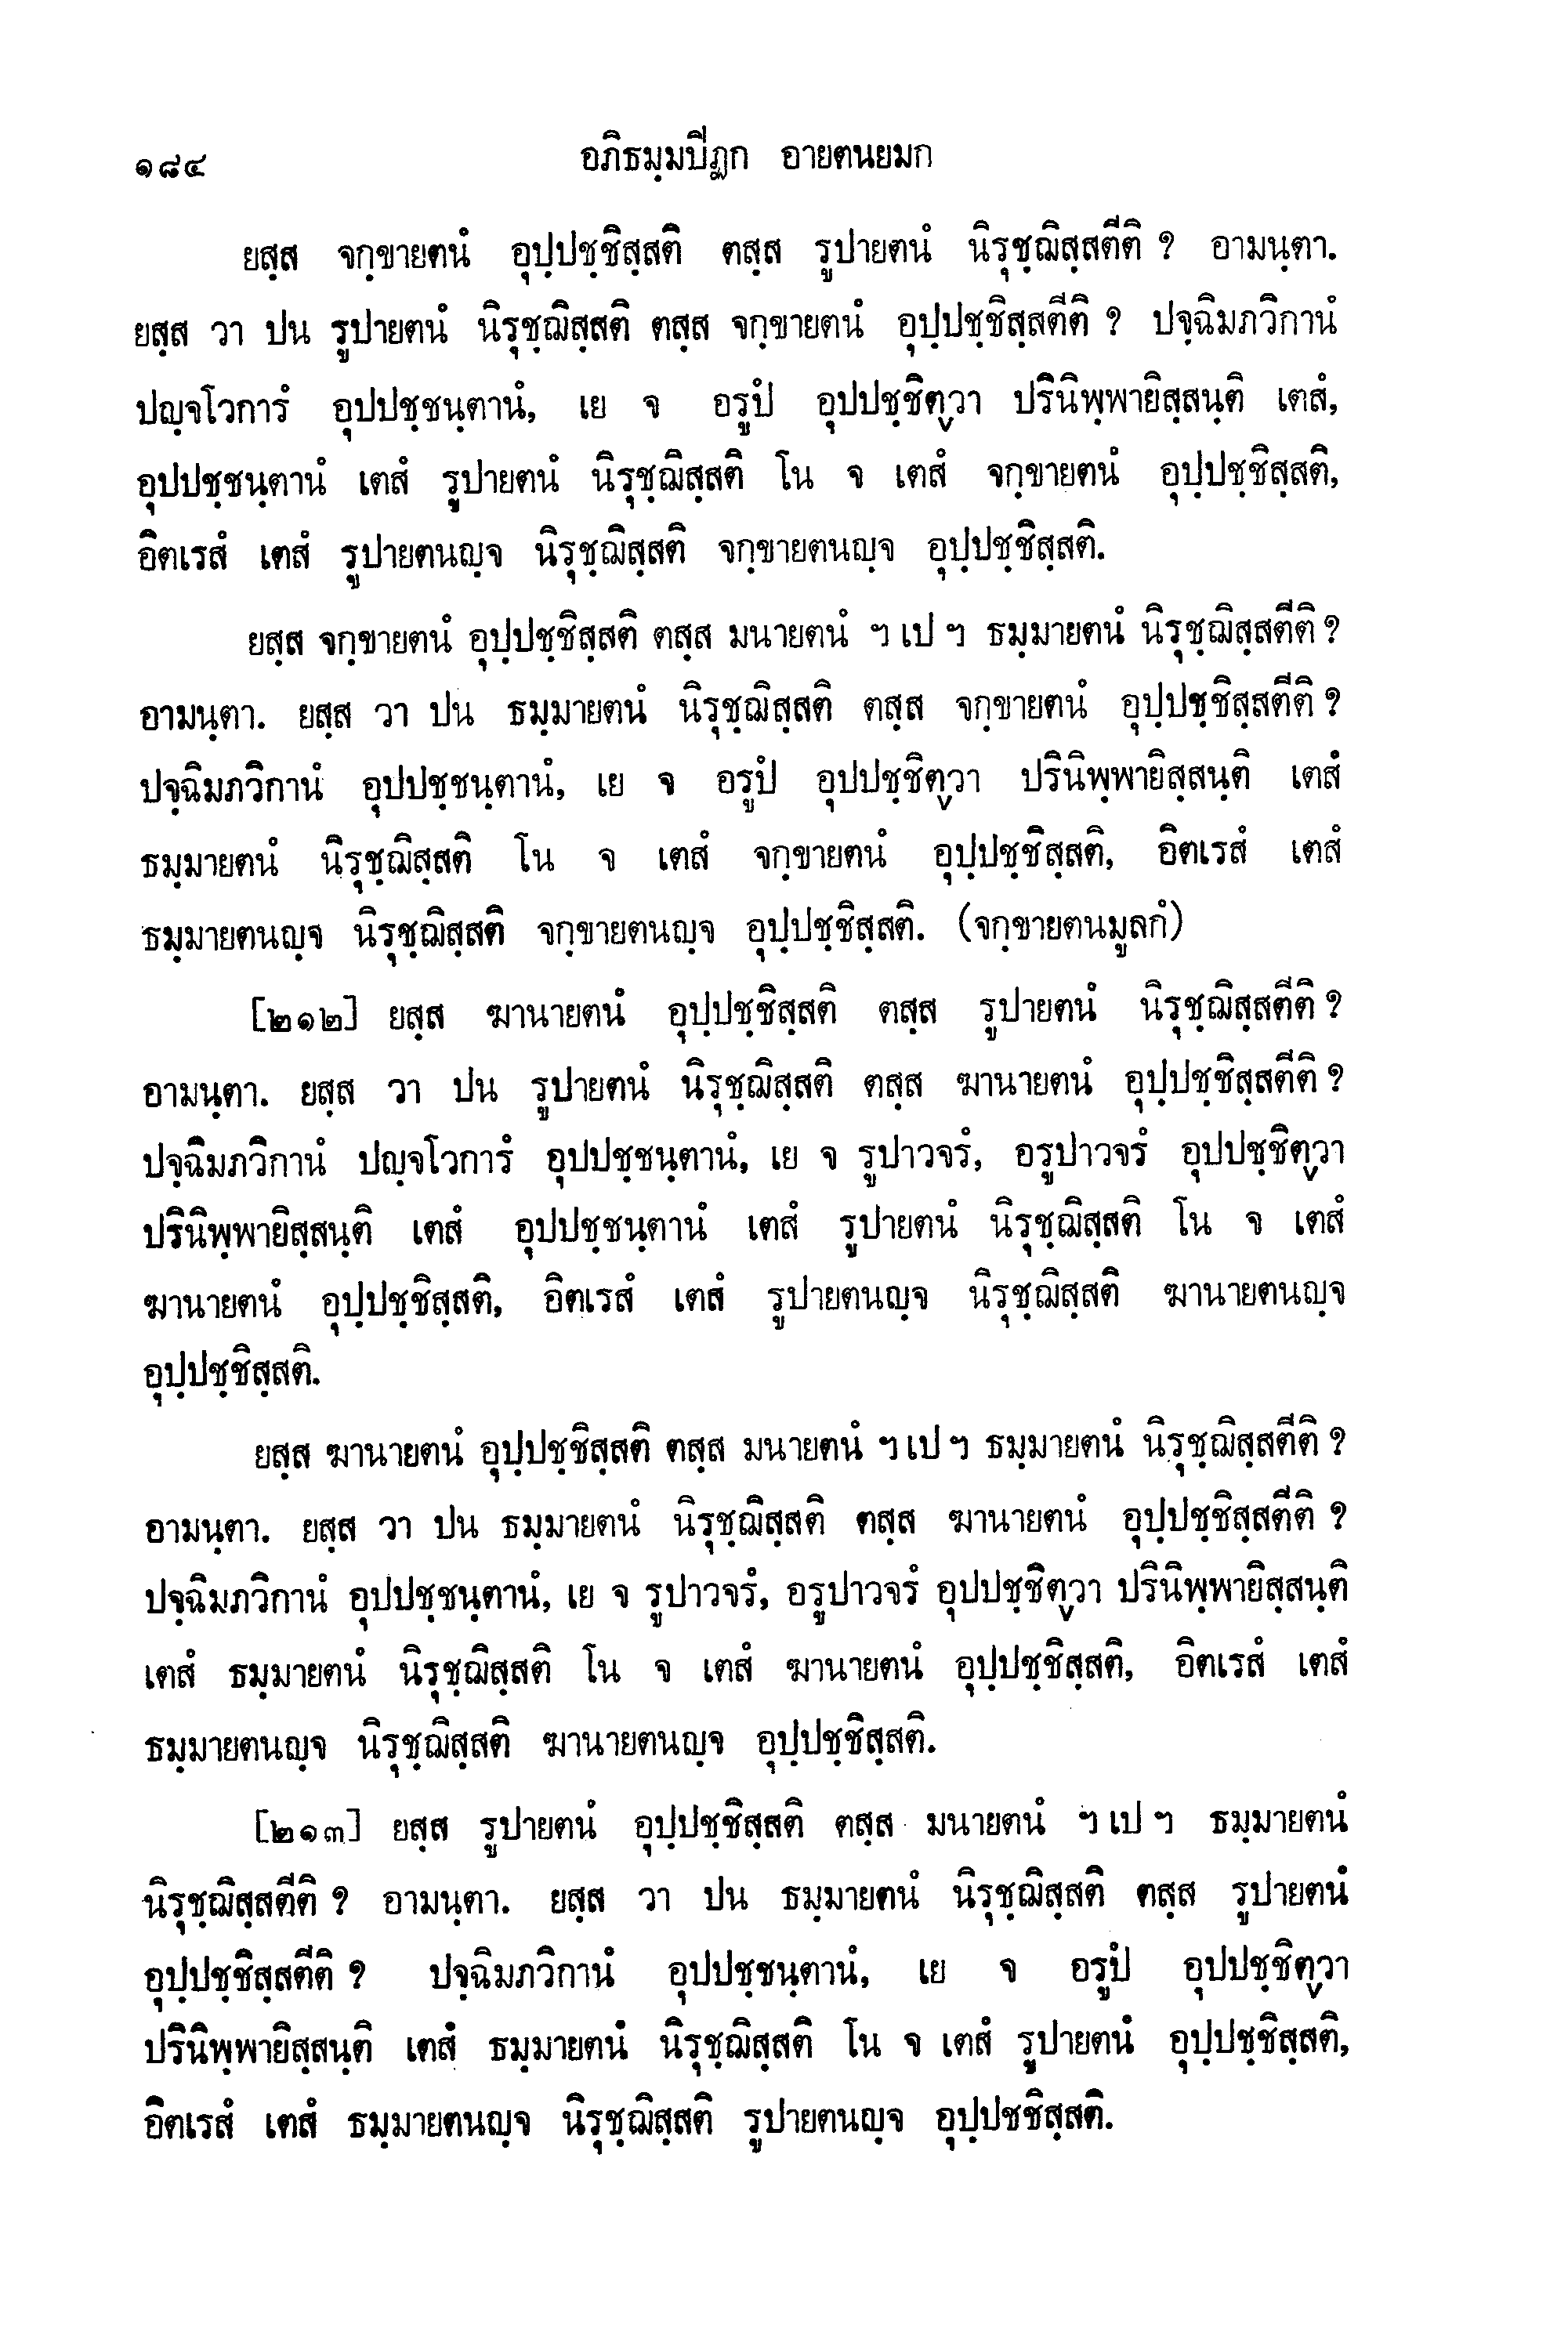 ๑๘๔ อภิธมฺมปีฏก อายตนยมก
ยสฺส จกฺขายตนํ อุปฺปชฺชิสฺสติ ตสฺส รูปายตนํ นิรุชฺฌิสฺสตีติ ? อามนฺตา.
ยสฺส วา ปน รูปายตนํ นิรุชฺฌิสฺสติ ตสฺส จกฺขายตนํ อุปฺปชฺชิสฺสตีติ ? ปจฺฉิมภวิกานํ
ปญฺจโวการํ อุปปชฺชนฺตานํ, เย จ อรูปํ อุปปชฺชิตฺวา ปรินิพฺพายิสฺสนฺติ เตสํ,
อุปปชฺชนฺตานํ เตสํ รูปายตนํ นิรุชฺฌิสฺสติ โน จ เตสํ จกฺขายตนํ อุปฺปชฺชิสฺสติ,
อิตเรสํ เตสํ รูปายตนญฺจ นิรุชฺฌิสฺสติ จกฺขายตนญฺจ อุปฺปชฺชิสฺสติ.
ยสฺส จกฺขายตนํ อุปฺปชฺชิสฺสติ ตสฺส มนายตนํ ฯ เป ฯ ธมฺมายตนํ นิรุชฺฌิสฺสตีติ ?
อามนฺตา. ยสฺส วา ปน ธมฺมายตนํ นิรุชฺฌิสฺสติ ตสฺส จกฺขายตนํ อุปฺปชฺชิสฺสตีติ ?
ปจฺฉิมภวิกานํ อุปปชฺชนฺตานํ, เย จ อรูปํ อุปปชฺชิตฺวา ปรินิพฺพายิสฺสนฺติ เตสํ
ธมฺมายตนํ นิรุชฺฌิสฺสติ โน จ เตสํ จกฺขายตนํ อุปฺปชฺชิสฺสติ, อิตเรสํ เตสํ
ธมฺมายตนญฺจ นิรุชฺฌิสฺสติ จกฺขายตนญฺจ อุปฺปชฺชิสฺสติ. (จกฺขายตนมูลกํ)
[๒๑๒] ยสฺส ฆานายตนํ อุปฺปชฺชิสฺสติ ตสฺส รูปายตนํ นิรุชฺฌิสฺสตีติ ?
อามนฺตา. ยสฺส วา ปน รูปายตนํ นิรุชฺฌิสฺสติ ตสฺส ฆานายตนํ อุปฺปชฺชิสฺสตีติ ?
ปจฺฉิมภวิกานํ ปญฺจโวการํ อุปปชฺชนฺตานํ, เย จ รูปาวจรํ, อรูปาวจรํ อุปปชฺชิตฺวา
ปรินิพฺพายิสฺสนฺติ เตสํ อุปปชฺชนฺตานํ เตสํ รูปายตนํ นิรุชฺฌิสฺสติ โน จ เตสํ
ฆานายตนํ อุปฺปชฺชิสฺสติ, อิตเรสํ เตสํ รูปายตนญฺจ นิรุชฺฌิสฺสติ ฆานายตนญฺจ
อุปฺปชฺชิสฺสติ.
ยสฺส ฆานายตนํ อุปฺปชฺชิสฺสติ ตสฺส มนายตนํ ฯ เป ฯ ธมฺมายตนํ นิรุชฺฌิสฺสตีติ ?
อามนฺตา. ยสฺส วา ปน ธมฺมายตนํ นิรุชฺฌิสฺสติ ตสฺส ฆานายตนํ อุปฺปชฺชิสฺสตีติ ?
ปจฺฉิมภวิกานํ อุปปชฺชนฺตานํ, เย จ รูปาวจรํ, อรูปาวจรํ อุปปชฺชิตฺวา ปรินิพฺพายิสฺสนฺติ
เตสํ ธมฺมายตนํ นิรุชฺฌิสฺสติ โน จ เตสํ ฆานายตนํ อุปฺปชฺชิสฺสติ, อิตเรสํ เตสํ
ธมฺมายตนญฺจ นิรุชฺฌิสฺสติ ฆานายตนญฺจ อุปฺปชฺชิสฺสติ.
[๒๑๓] ยสฺส รูปายตนํ อุปฺปชฺชิสฺสติ ตสฺส มนายตนํ ฯ เป ฯ ธมฺมายตนํ
นิรุชฺฌิสฺสตีติ ? อามนฺตา. ยสฺส วา ปน ธมฺมายตนํ นิรุชฺฌิสฺสติ ตสฺส รูปายตนํ
อุปฺปชฺชิสฺสตีติ ? ปจฺฉิมภวิกานํ อุปปชฺชนฺตานํ, เย จ อรูปํ อุปปชฺชิตฺวา
ปรินิพฺพายิสฺสนฺติ เตสํ ธมฺมายตนํ นิรุชฺฌิสฺสติ โน จ เตสํ รูปายตนํ อุปฺปชฺชิสฺสติ,
อิตเรสํ เตสํ ธมฺมายตนญฺจ นิรุชฺฌิสฺสติ รูปายตนญฺจ อุปฺปชชิสฺสติ.